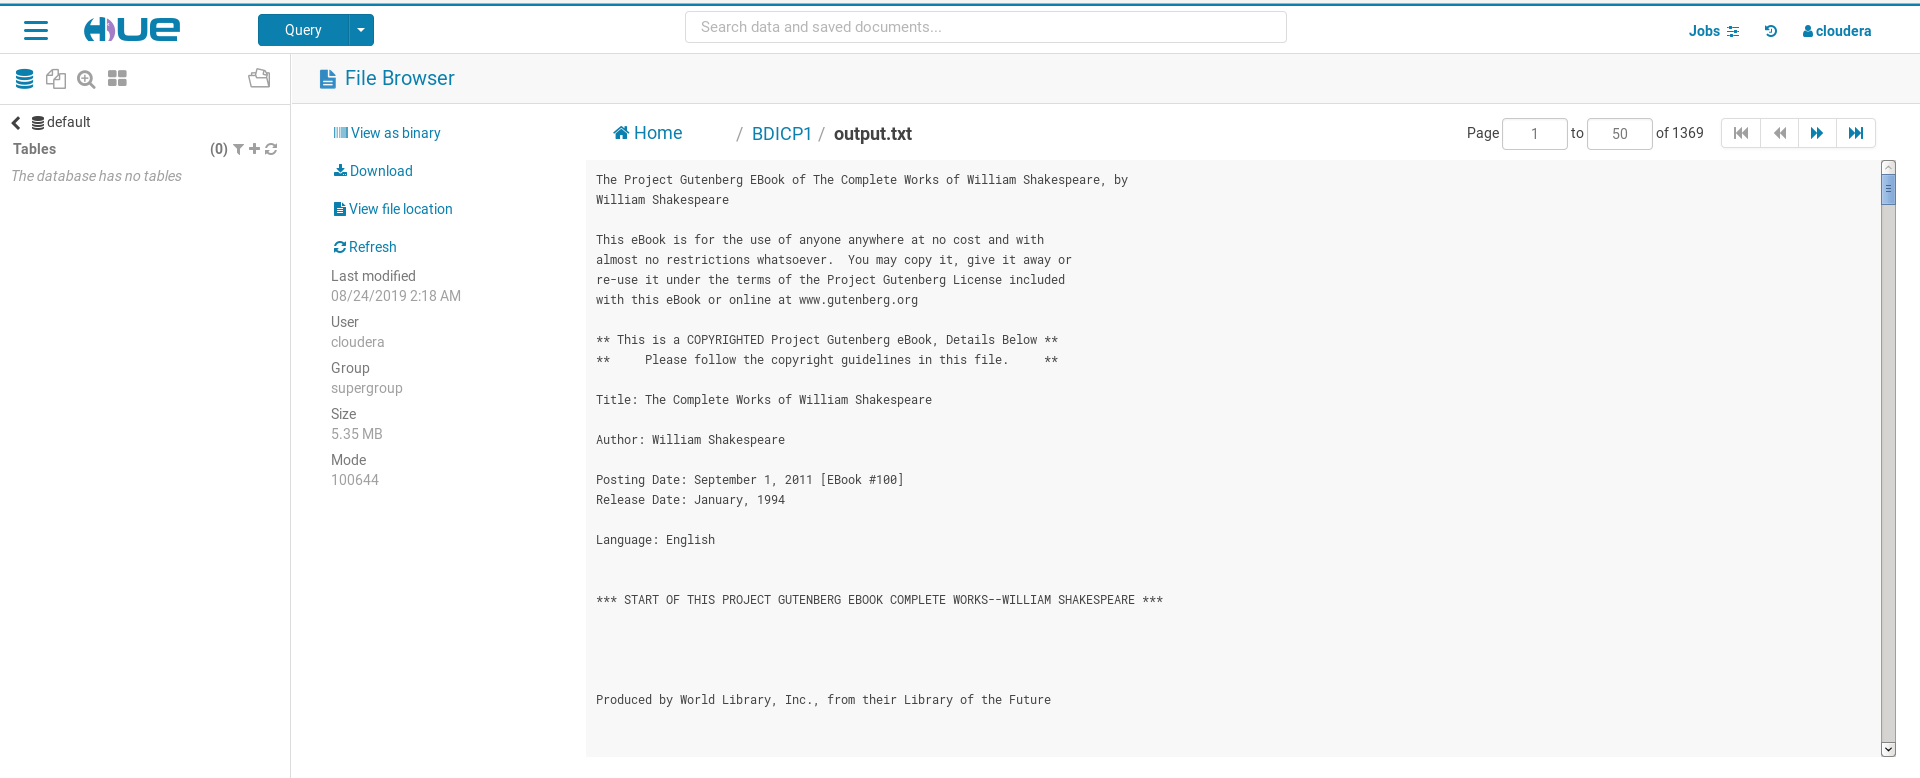 HUE
Query
Search data and saved documents...
Jobs
cloudera
File Browser
default
Tables (0)
The database has no tables
View as binary
Download
View file location
Refresh
Last modified
08/24/2019 2:18 AM
User
cloudera
Group
supergroup
Size
5.35 MB
Mode
100644
Home / BDICP1 / output.txt
Page 1 to 50 of 1369
The Project Gutenberg EBook of The Complete Works of William Shakespeare, by
William Shakespeare
This eBook is for the use of anyone anywhere at no cost and with
almost no restrictions whatsoever.  You may copy it, give it away or
re-use it under the terms of the Project Gutenberg License included
with this eBook or online at www.gutenberg.org
** This is a COPYRIGHTED Project Gutenberg eBook, Details Below **
**     Please follow the copyright guidelines in this file.     **
Title: The Complete Works of William Shakespeare
Author: William Shakespeare
Posting Date: September 1, 2011 [EBook #100]
Release Date: January, 1994
Language: English
*** START OF THIS PROJECT GUTENBERG EBOOK COMPLETE WORKS--WILLIAM SHAKESPEARE ***
Produced by World Library, Inc., from their Library of the Future